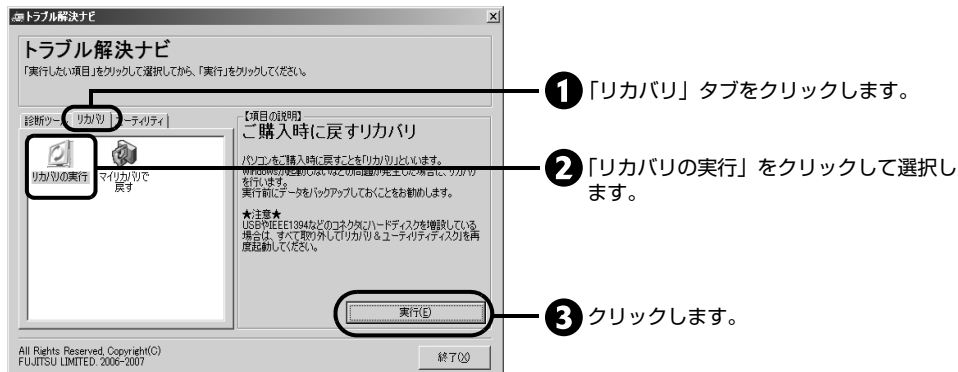 トラブル解決ナビ
トラブル解決ナビ
「実行したい項目」をクリックして選択してから、「実行」をクリックしてください。
診断ツール リカバリ ユーティリティ
リカバリの実行
マイリカバリで
戻す
【項目の説明】
ご購入時に戻すリカバリ
パソコンをご購入時に戻すことを「リカバリ」といいます。
Windowsが起動しないなどの問題が発生した場合に、リカバリ
を行います。
実行前にデータをバックアップしておくことをお勧めします。
★注意★
USBやIEEE1394などのコネクタにハードディスクを増設している
場合は、すべて取り外して「リカバリ&ユーティリティディスク」を再
度起動してください。
実行(E)
All Rights Reserved, Copyright(C)
FUJITSU LIMITED. 2006-2007
終了(X)
1 「リカバリ」タブをクリックします。
2 「リカバリの実行」をクリックして選択し
ます。
3 クリックします。